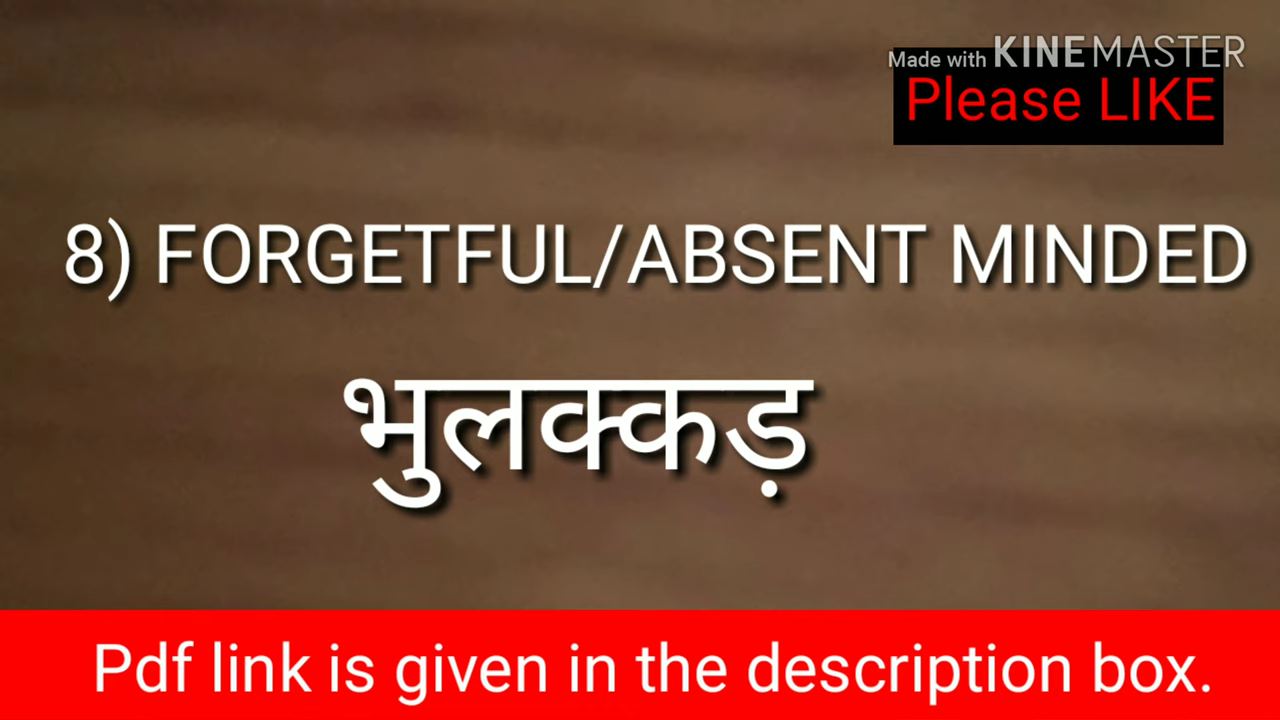 Made with KINEMASTER
Please LIKE
8) FORGETFUL/ABSENT MINDED
भुलक्कड़
Pdf link is given in the description box.